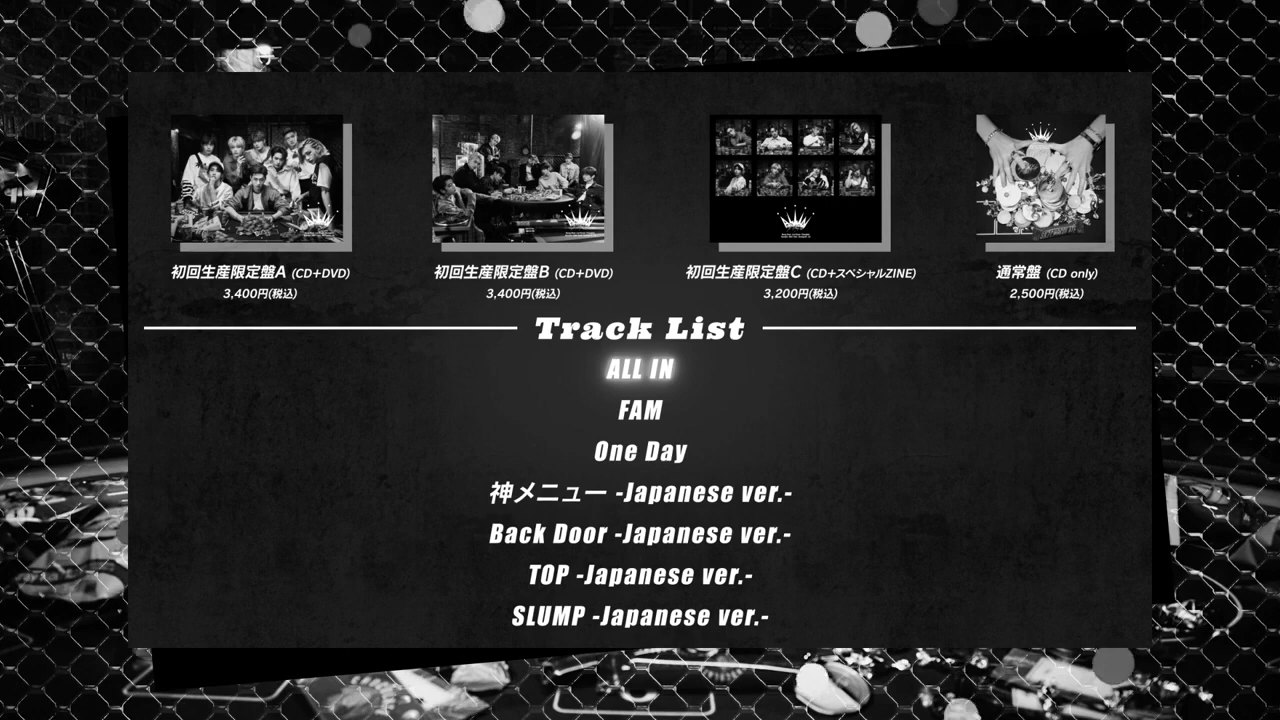 初回生産限定盤A (CD+DVD)
3,400円(税込)
初回生産限定盤B (CD+DVD)
3,400円(税込)
初回生産限定盤C (CD+スペシャルZINE)
3,200円(税込)
通常盤 (CD only)
2,500円(税込)
Track List
ALL IN
FAM
One Day
神メニュー -Japanese ver.-
Back Door -Japanese ver.-
TOP -Japanese ver.-
SLUMP -Japanese ver.-